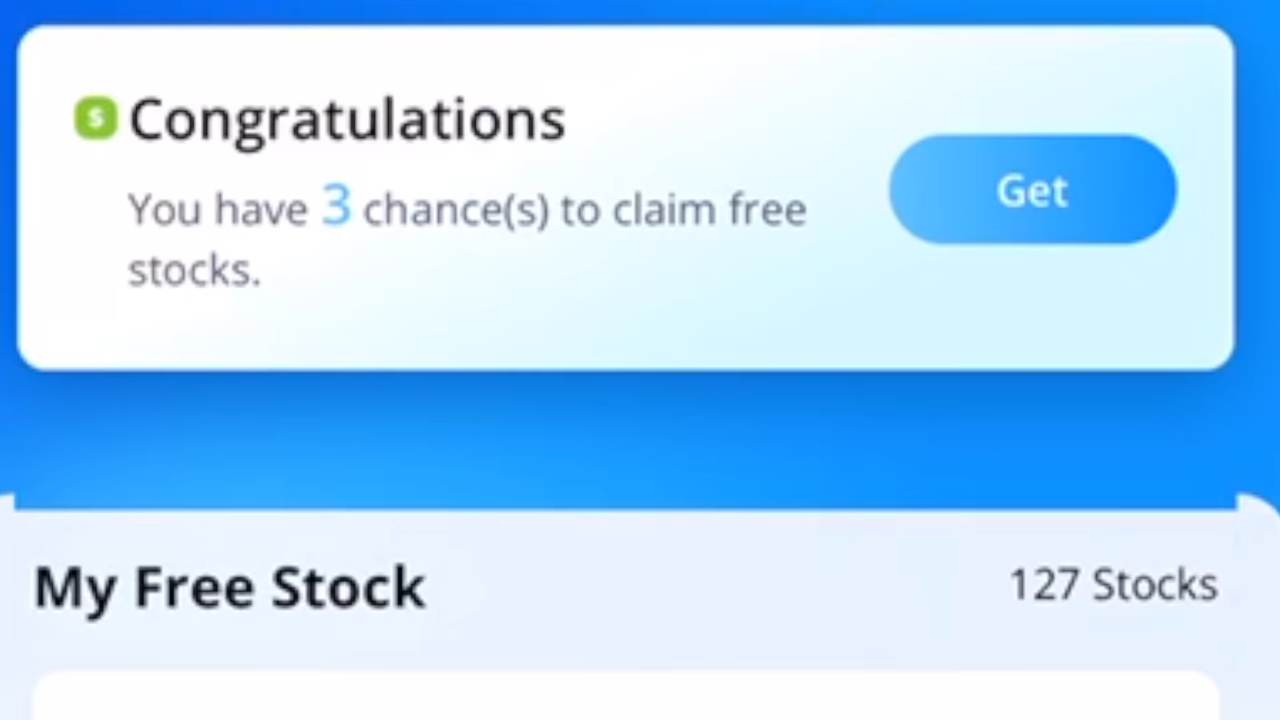 $ Congratulations
You have 3 chance(s) to claim free
stocks.
Get
My Free Stock
127 Stocks